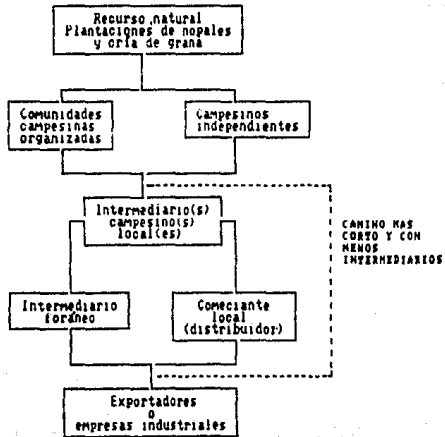 Recurso natural
Plantaciones de nopales
y cría de grana
Comunidades
campesinas
organizadas
Campesinos
independientes
Intermediario(s)
campesino(s)
local(es)
CAMINO MAS
CORTO Y CON
MENOS
INTERMEDIARIOS
Intermediario
foráneo
Comeciante
local
(distribuidor)
Exportadores
o
empresas industriales